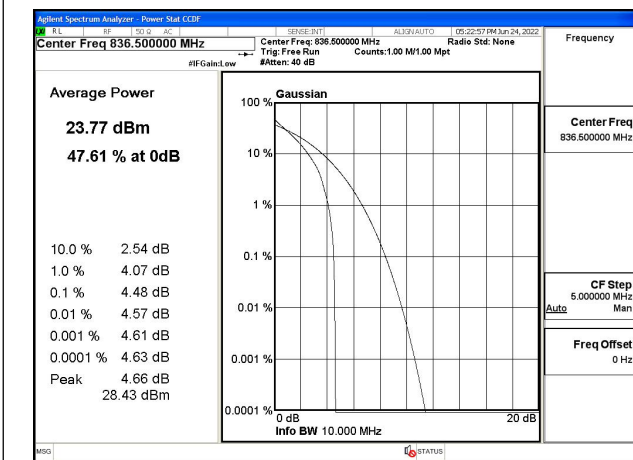 Agilent Spectrum Analyzer - Power Stat CCDF
LXI RL RF 50 Ω AC SENSE:INT ALIGN AUTO 05:22:57 PM Jun 24, 2022
Center Freq 836.500000 MHz
Center Freq: 836.500000 MHz Radio Std: None
Trig: Free Run Counts:1.00 M/1.00 Mpt
#IFGain:Low #Atten: 40 dB
Frequency
Average Power
23.77 dBm
47.61 % at 0dB
10.0 % 2.54 dB
1.0 % 4.07 dB
0.1 % 4.48 dB
0.01 % 4.57 dB
0.001 % 4.61 dB
0.0001 % 4.63 dB
Peak 4.66 dB
28.43 dBm
Gaussian
100 %
10 %
1 %
0.1 %
0.01 %
0.001 %
0.0001 %
0 dB 20 dB
Info BW 10.000 MHz
Center Freq
836.500000 MHz
CF Step
5.000000 MHz
Auto Man
Freq Offset
0 Hz
MSG STATUS